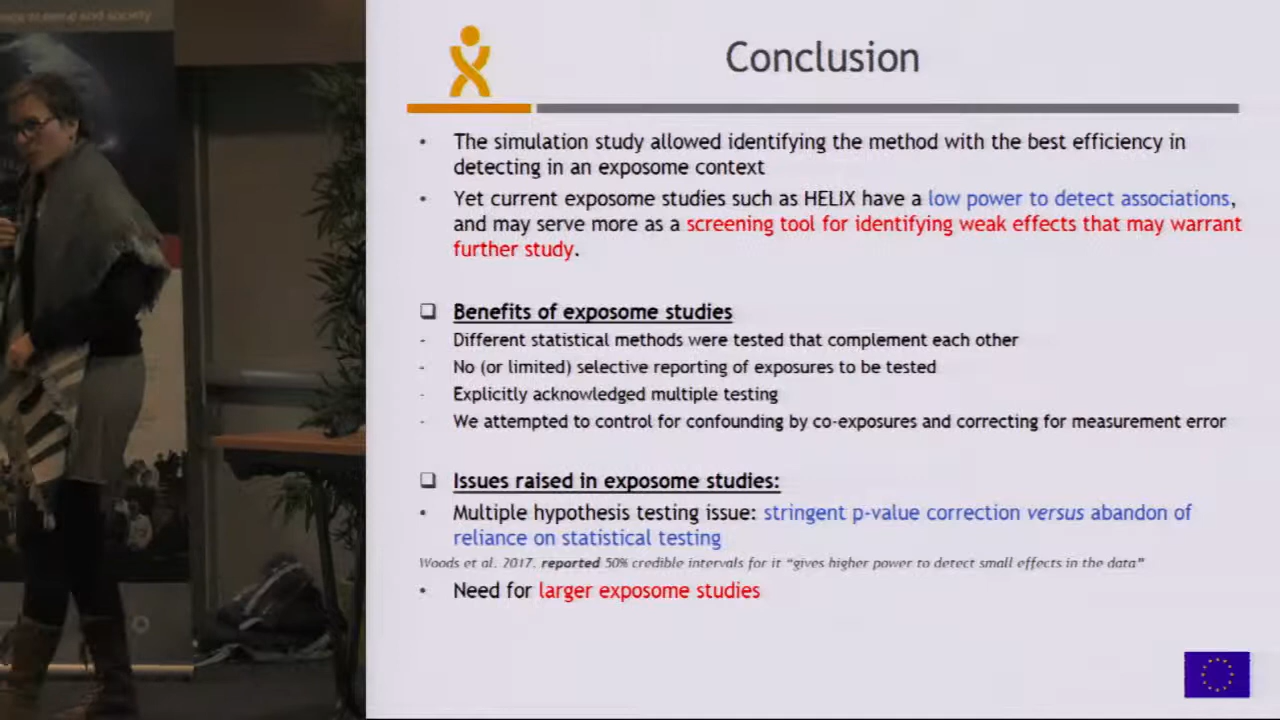 and society
Conclusion
• The simulation study allowed identifying the method with the best efficiency in
detecting in an exposome context
• Yet current exposome studies such as HELIX have a low power to detect associations,
and may serve more as a screening tool for identifying weak effects that may warrant
further study.
❑ Benefits of exposome studies
- Different statistical methods were tested that complement each other
- No (or limited) selective reporting of exposures to be tested
- Explicitly acknowledged multiple testing
- We attempted to control for confounding by co-exposures and correcting for measurement error
❑ Issues raised in exposome studies:
• Multiple hypothesis testing issue: stringent p-value correction versus abandon of
reliance on statistical testing
Woods et al. 2017. reported 50% credible intervals for it "gives higher power to detect small effects in the data"
• Need for larger exposome studies